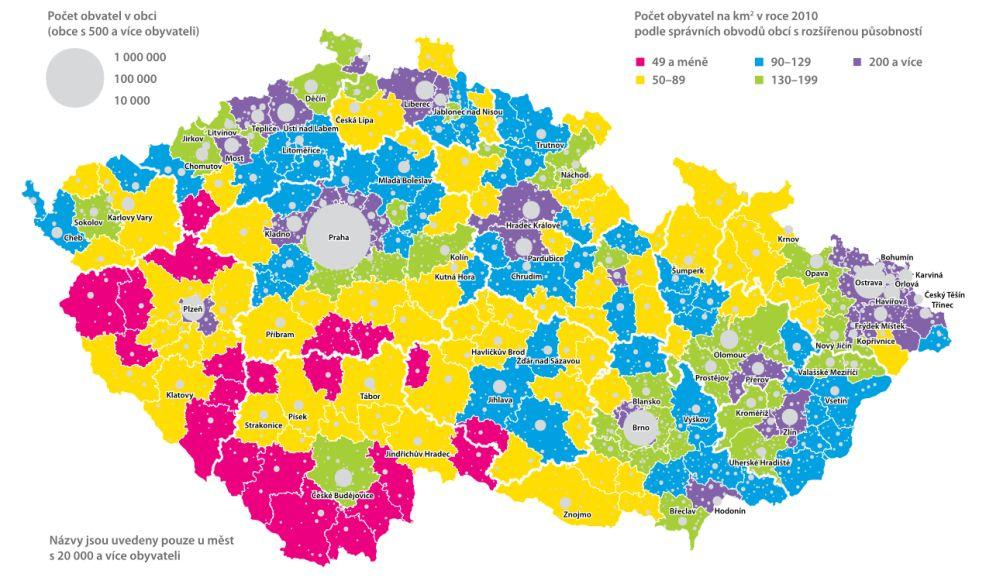 Počet obyvatel v obci
(obce s 500 a více obyvateli)
1 000 000
100 000
10 000
Počet obyvatel na km² v roce 2010
podle správních obvodů obcí s rozšířenou působností
49 a méně
90–129
200 a více
50–89
130–199
Děčín
Liberec
Jablonec nad Nisou
Teplice
Ústí nad Labem
Česká Lípa
Litvínov
Jirkov
Most
Litoměřice
Trutnov
Chomutov
Náchod
Mladá Boleslav
Karlovy Vary
Sokolov
Cheb
Kladno
Praha
Hradec Králové
Krnov
Kolín
Pardubice
Bohumín
Kutná Hora
Chrudim
Šumperk
Opava
Karviná
Ostrava
Orlová
Český Těšín
Havířov
Třinec
Plzeň
Frýdek Místek
Příbram
Kopřivnice
Nový Jičín
Havlíčkův Brod
Olomouc
Žďár nad Sázavou
Valašské Meziříčí
Klatovy
Tábor
Prostějov
Přerov
Jihlava
Blansko
Vsetín
Písek
Kroměříž
Strakonice
Vyškov
Brno
Zlín
Jindřichův Hradec
Uherské Hradiště
České Budějovice
Znojmo
Břeclav
Hodonín
Názvy jsou uvedeny pouze u měst
s 20 000 a více obyvateli